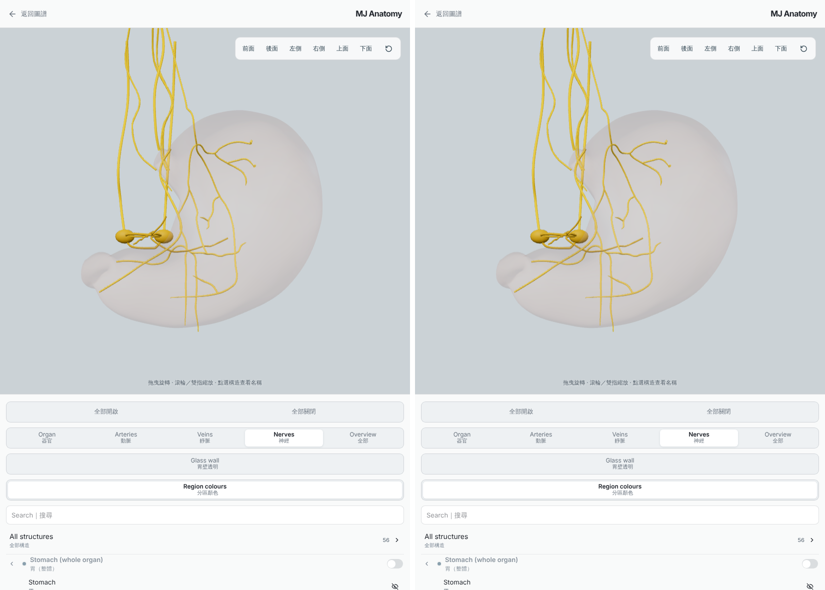 返回圖譜
MJ Anatomy
前面 後面 左側 右側 上面 下面
拖曳旋轉 · 滾輪／雙指縮放 · 點選構造查看名稱
全部開啟 全部關閉
Organ Arteries Veins Nerves Overview
器官 動脈 靜脈 神經 全部
Glass wall
胃壁透明
Region colours
分區顏色
Search｜搜尋
All structures 56
全部構造
Stomach (whole organ)
胃（整體）
Stomach
返回圖譜
MJ Anatomy
前面 後面 左側 右側 上面 下面
拖曳旋轉 · 滾輪／雙指縮放 · 點選構造查看名稱
全部開啟 全部關閉
Organ Arteries Veins Nerves Overview
器官 動脈 靜脈 神經 全部
Glass wall
胃壁透明
Region colours
分區顏色
Search｜搜尋
All structures 56
全部構造
Stomach (whole organ)
胃（整體）
Stomach